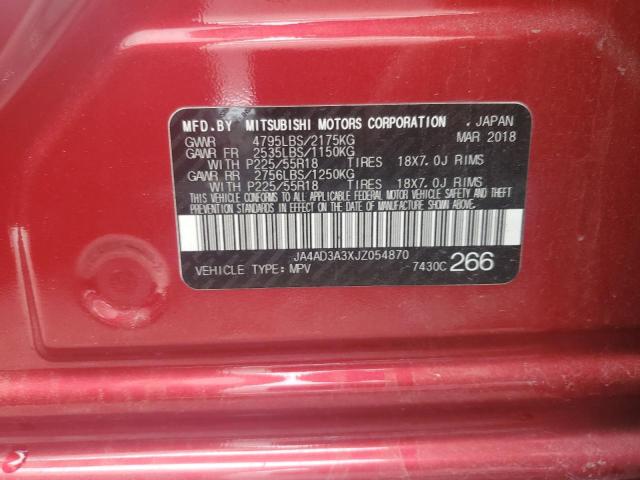 MFD.BY MITSUBISHI MOTORS CORPORATION . JAPAN
GVWR 4795LBS/2175KG MAR 2018
GAWR FR 2535LBS/1150KG
WITH P225/55R18 TIRES 18X7.0J RIMS
GAWR RR 2756LBS/1250KG
WITH P225/55R18 TIRES 18X7.0J RIMS
THIS VEHICLE CONFORMS TO ALL APPLICABLE FEDERAL MOTOR VEHICLE SAFETY AND THEFT
PREVENTION STANDARDS IN EFFECT ON THE DATE OF MANUFACTURE SHOWN ABOVE.
JA4AD3A3XJZ054870
VEHICLE TYPE:MPV 7430C 266